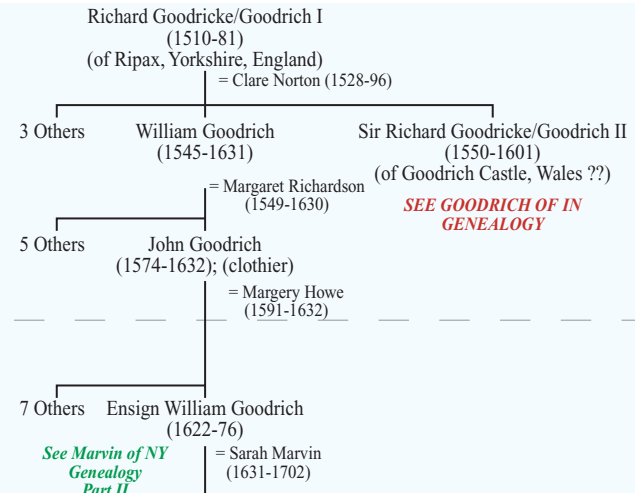 Richard Goodricke/Goodrich I
(1510-81)
(of Ripax, Yorkshire, England)
= Clare Norton (1528-96)
3 Others
William Goodrich
(1545-1631)
Sir Richard Goodricke/Goodrich II
(1550-1601)
(of Goodrich Castle, Wales ??)
= Margaret Richardson
(1549-1630)
SEE GOODRICH OF IN
GENEALOGY
5 Others
John Goodrich
(1574-1632); (clothier)
= Margery Howe
(1591-1632)
7 Others
Ensign William Goodrich
(1622-76)
See Marvin of NY
Genealogy
Part II
= Sarah Marvin
(1631-1702)